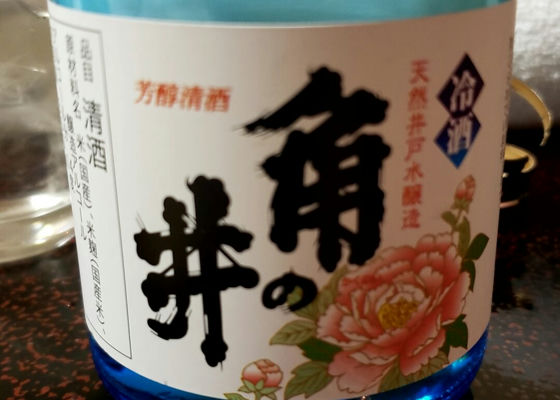 冷酒
天然井戸水醸造
角の井
芳醇清酒
品目 清酒
原材料名 米(国産)、米麹(国産米)、
醸造アルコール